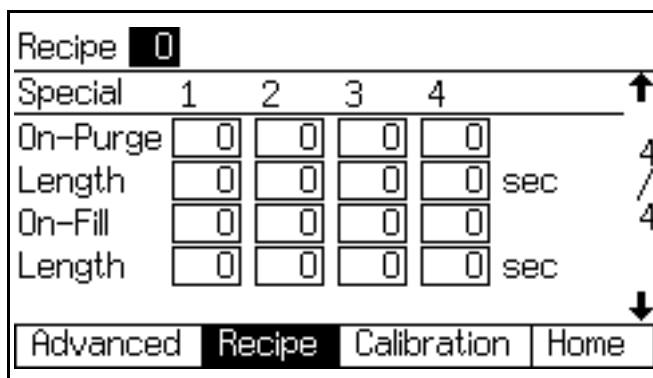 Recipe 0
Special 1 2 3 4
On-Purge 0 0 0 0
Length 0 0 0 0 sec
On-Fill 0 0 0 0
Length 0 0 0 0 sec
4/4
Advanced Recipe Calibration Home